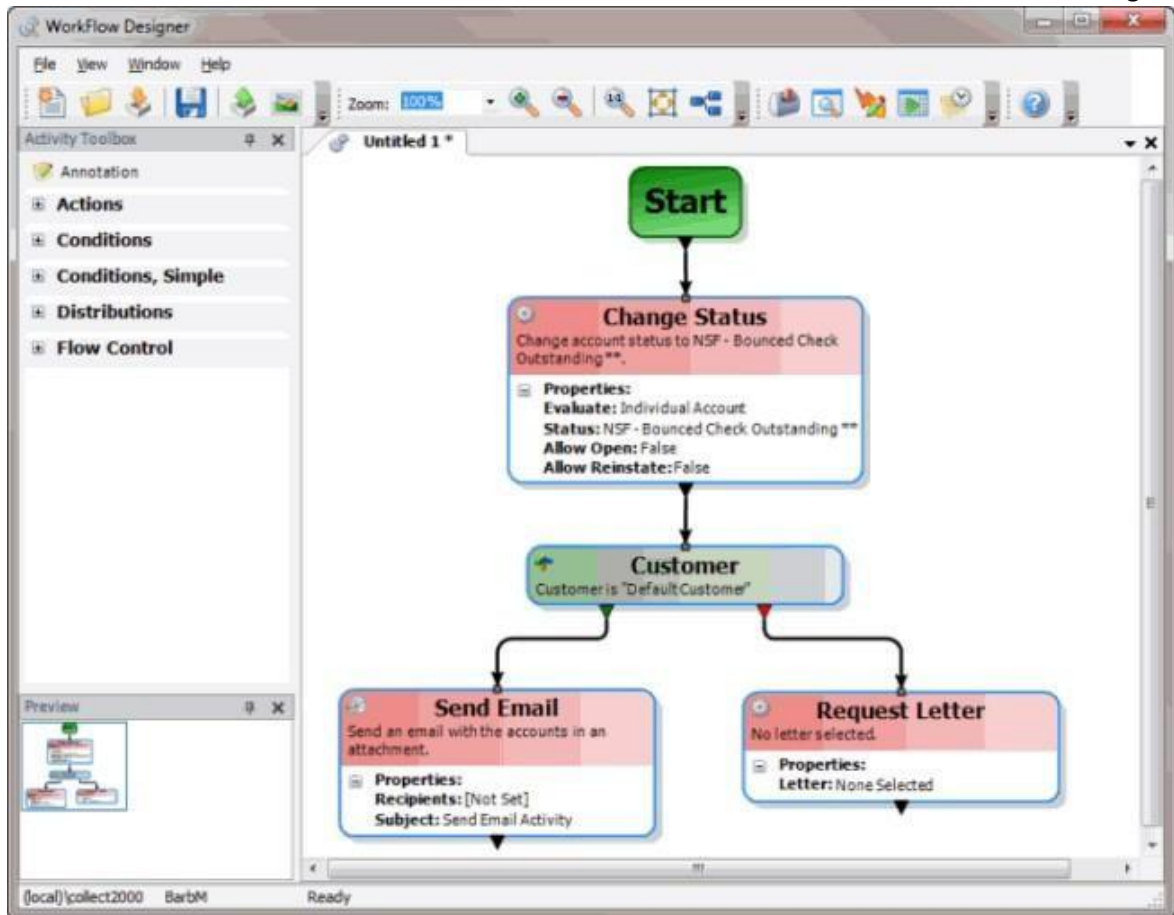 WorkFlow Designer
File View Window Help
Zoom: 100%
Activity Toolbox
Untitled 1 *
Annotation
Actions
Conditions
Conditions, Simple
Distributions
Flow Control
Start
Change Status
Change account status to NSF - Bounced Check
Outstanding **.
Properties:
Evaluate: Individual Account
Status: NSF - Bounced Check Outstanding **
Allow Open: False
Allow Reinstate: False
Customer
Customer is "Default Customer"
Send Email
Send an email with the accounts in an
attachment.
Properties:
Recipients: [Not Set]
Subject: Send Email Activity
Request Letter
No letter selected.
Properties:
Letter: None Selected
Preview
(local)\collect2000 BarbM Ready